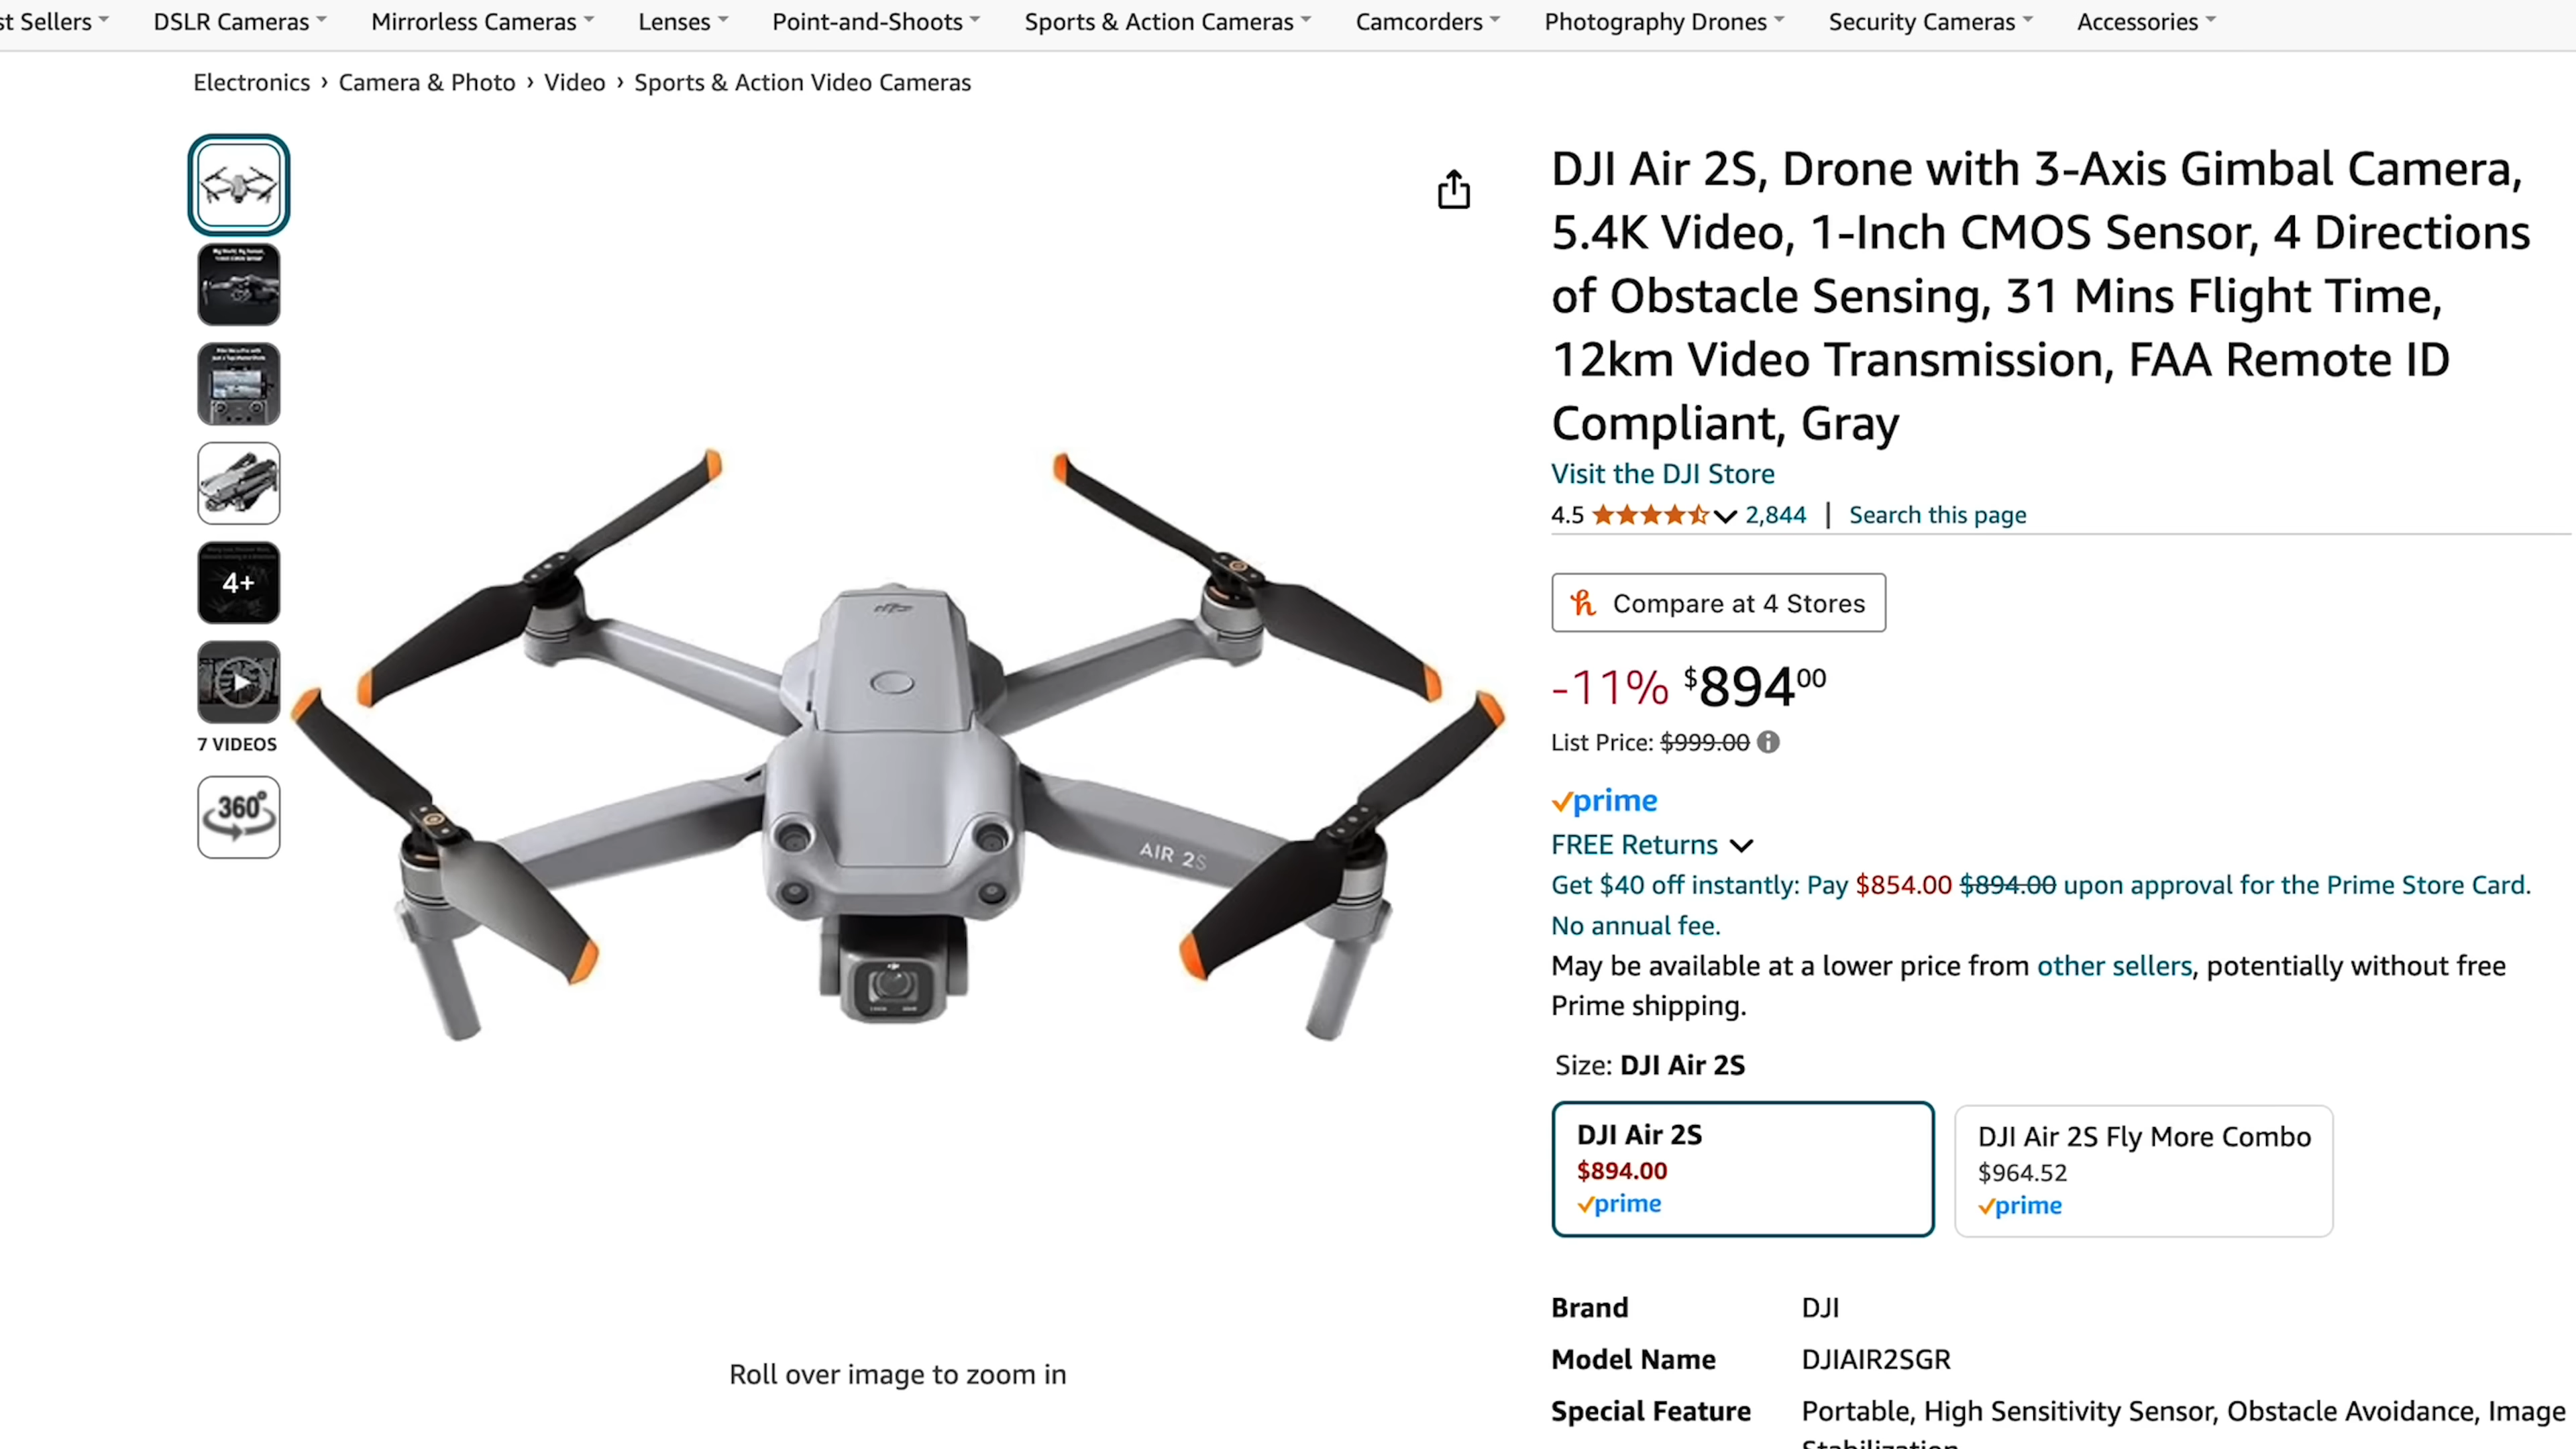 st Sellers
DSLR Cameras
Mirrorless Cameras
Lenses
Point-and-Shoots
Sports & Action Cameras
Camcorders
Photography Drones
Security Cameras
Accessories
Electronics › Camera & Photo › Video › Sports & Action Video Cameras
4+
7 VIDEOS
360°
AIR 2S
Roll over image to zoom in
DJI Air 2S, Drone with 3-Axis Gimbal Camera,
5.4K Video, 1-Inch CMOS Sensor, 4 Directions
of Obstacle Sensing, 31 Mins Flight Time,
12km Video Transmission, FAA Remote ID
Compliant, Gray
Visit the DJI Store
4.5 2,844 | Search this page
Compare at 4 Stores
-11% $894.00
List Price: $999.00
prime
FREE Returns
Get $40 off instantly: Pay $854.00 $894.00 upon approval for the Prime Store Card.
No annual fee.
May be available at a lower price from other sellers, potentially without free
Prime shipping.
Size: DJI Air 2S
DJI Air 2S
$894.00
prime
DJI Air 2S Fly More Combo
$964.52
prime
Brand DJI
Model Name DJIAIR2SGR
Special Feature Portable, High Sensitivity Sensor, Obstacle Avoidance, Image
Stabilization